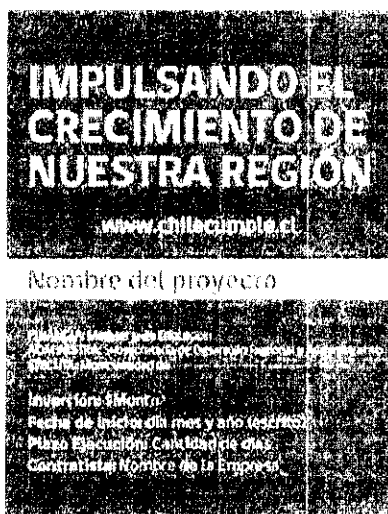 IMPULSANDO EL
CRECIMIENTO DE
NUESTRA REGIÓN
www.chilecumple.cl
Nombre del proyecto
Inversión: $Monto
Fecha de Inicio: día mes y año (escrito)
Plazo Ejecución: Cantidad de días
Contratista: Nombre de la Empresa